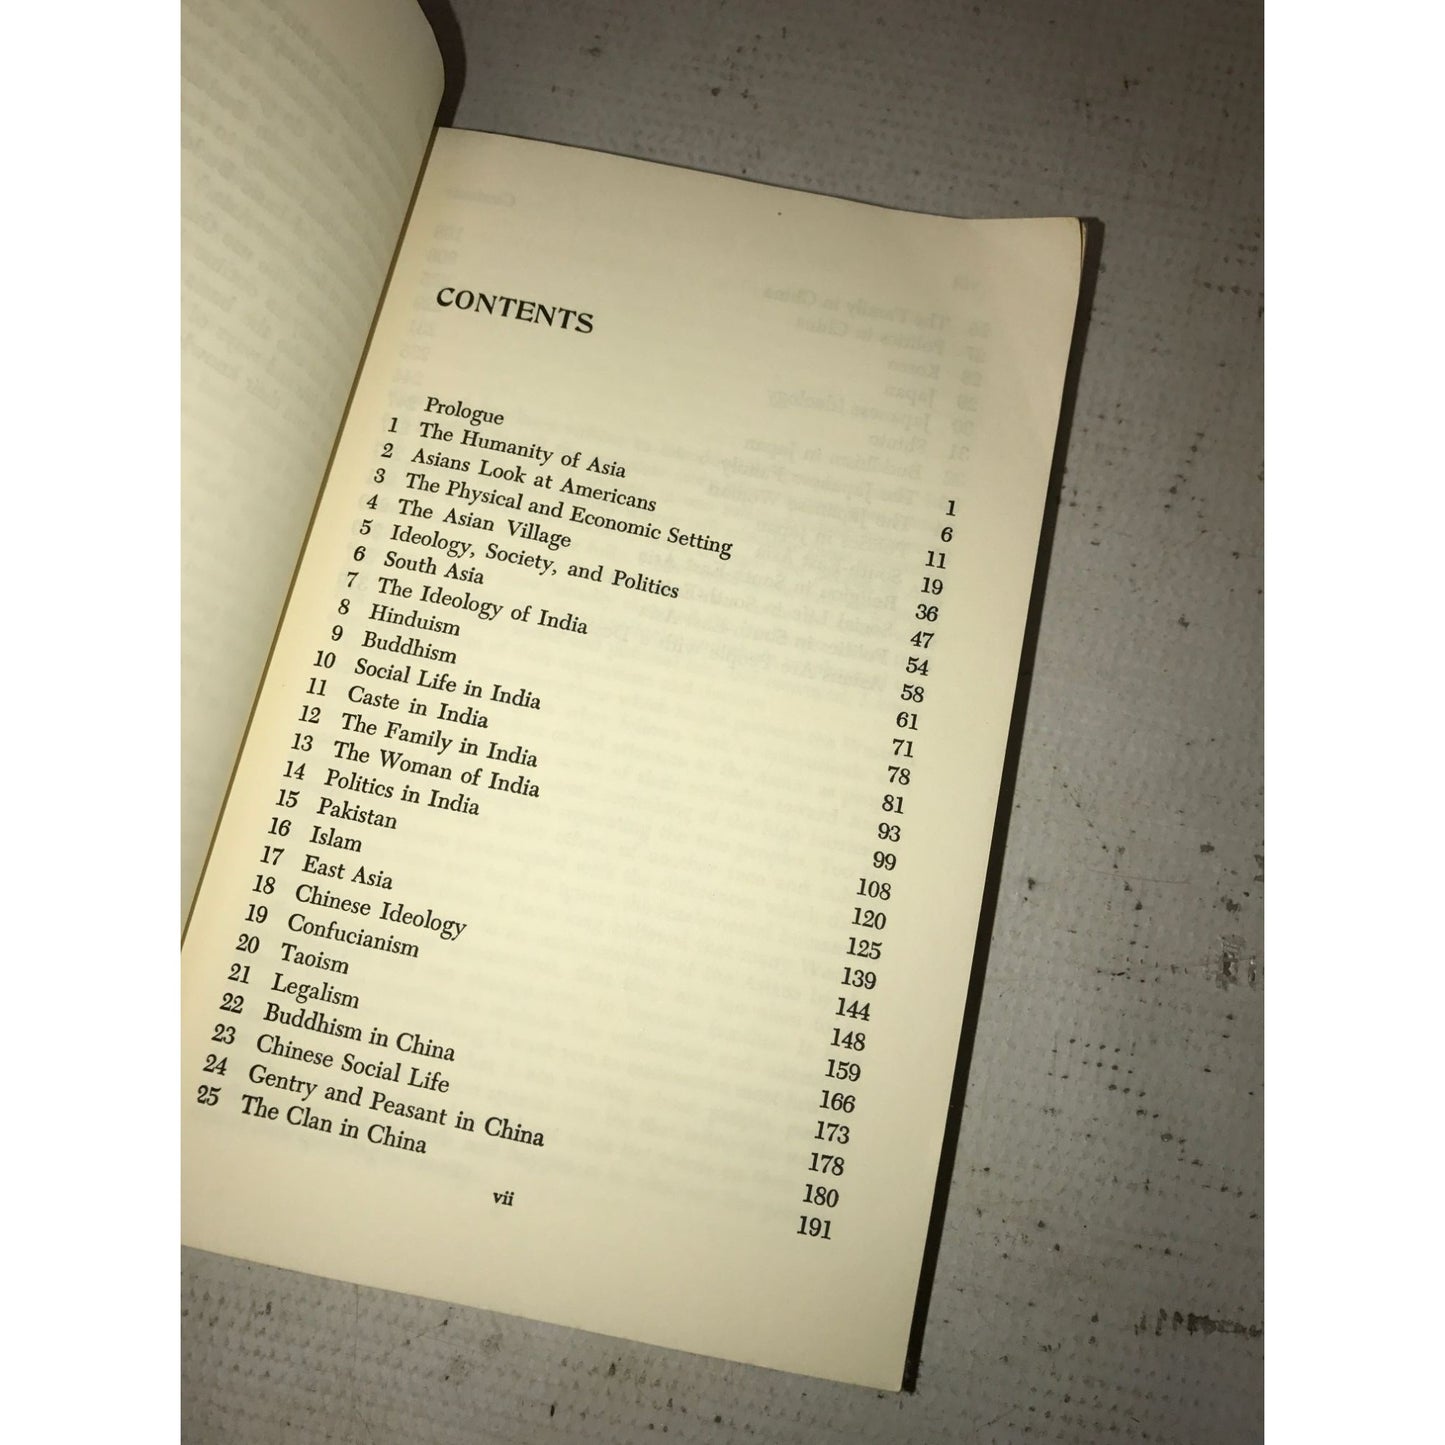 CONTENTS
Prologue 1
1 The Humanity of Asia 6
2 Asians Look at Americans 11
3 The Physical and Economic Setting 19
4 The Asian Village 36
5 Ideology, Society, and Politics 47
6 South Asia 54
7 The Ideology of India 58
8 Hinduism 61
9 Buddhism 71
10 Social Life in India 78
11 Caste in India 81
12 The Family in India 93
13 The Woman of India 99
14 Politics in India 108
15 Pakistan 120
16 Islam 125
17 East Asia 139
18 Chinese Ideology 144
19 Confucianism 148
20 Taoism 159
21 Legalism 166
22 Buddhism in China 173
23 Chinese Social Life 178
24 Gentry and Peasant in China 180
25 The Clan in China 191
vii